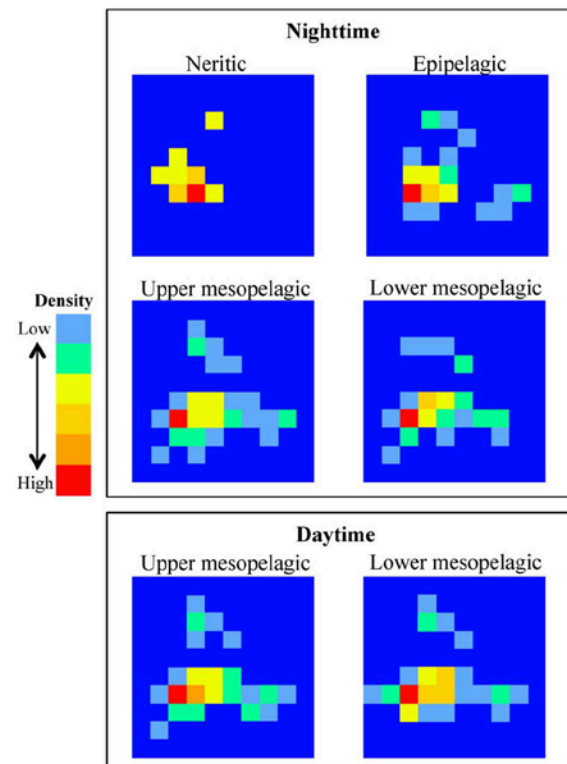 Nighttime
Neritic
Epipelagic
Upper mesopelagic
Lower mesopelagic
Density
Low
High
Daytime
Upper mesopelagic
Lower mesopelagic